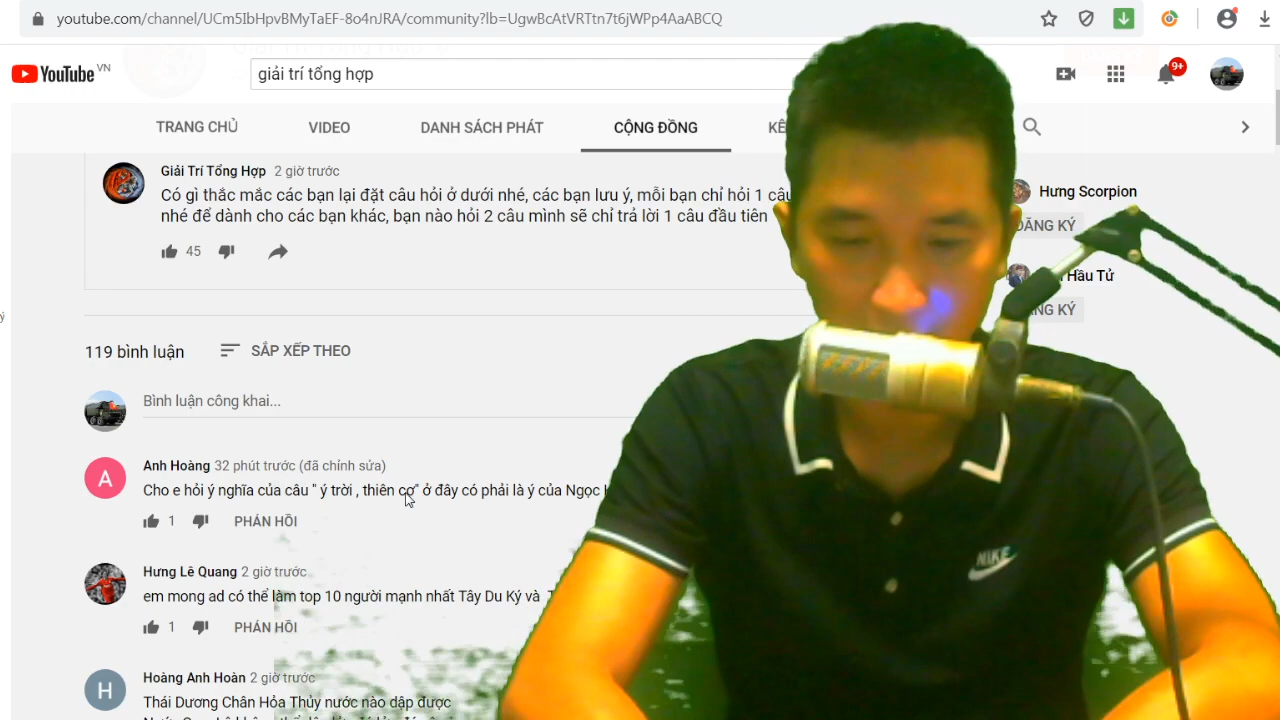 youtube.com/channel/UCm5IbHpvBMyTaEF-8o4nJRA/community?lb=UgwBcAtVRTtn7t6jWPp4AaABCQ
YouTube VN
giải trí tổng hợp
9+
TRANG CHỦ VIDEO DANH SÁCH PHÁT CỘNG ĐỒNG
Giải Trí Tổng Hợp 2 giờ trước
Có gì thắc mắc các bạn lại đặt câu hỏi ở dưới nhé, các bạn lưu ý, mỗi bạn chỉ hỏi 1 câu
nhé để dành cho các bạn khác, bạn nào hỏi 2 câu mình sẽ chỉ trả lời 1 câu đầu tiên
45
Hưng Scorpion
ĐĂNG KÝ
Hầu Tử
ĐĂNG KÝ
119 bình luận SẮP XẾP THEO
Bình luận công khai...
A
Anh Hoàng 32 phút trước (đã chỉnh sửa)
Cho e hỏi ý nghĩa của câu " ý trời , thiên cơ" ở đây có phải là ý của Ngọc
1 PHẢN HỒI
Hưng Lê Quang 2 giờ trước
em mong ad có thể làm top 10 người mạnh nhất Tây Du Ký và
1 PHẢN HỒI
H
Hoàng Anh Hoàn 2 giờ trước
Thái Dương Chân Hỏa Thủy nước nào dập được
NIKE